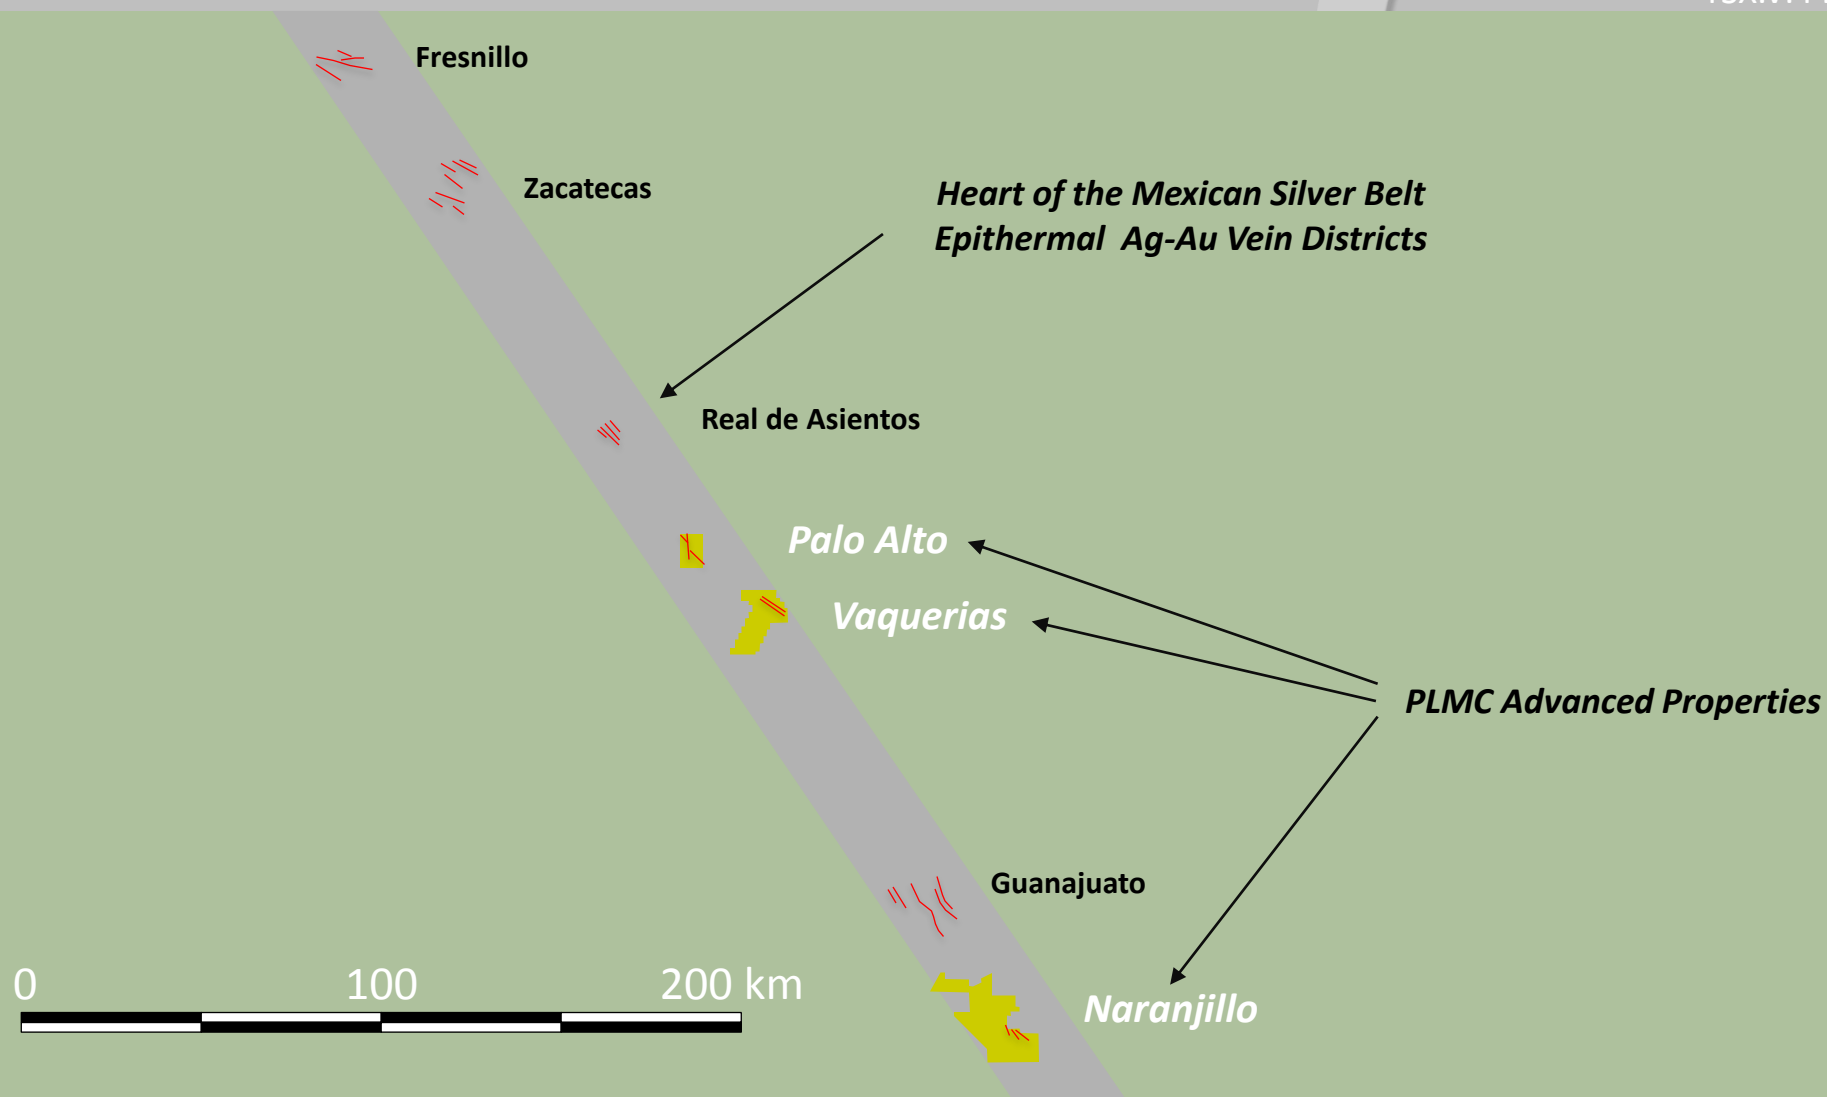 Fresnillo
Zacatecas
Heart of the Mexican Silver Belt
Epithermal Ag-Au Vein Districts
Real de Asientos
Palo Alto
Vaquerias
PLMC Advanced Properties
Guanajuato
0 100 200 km
Naranjillo